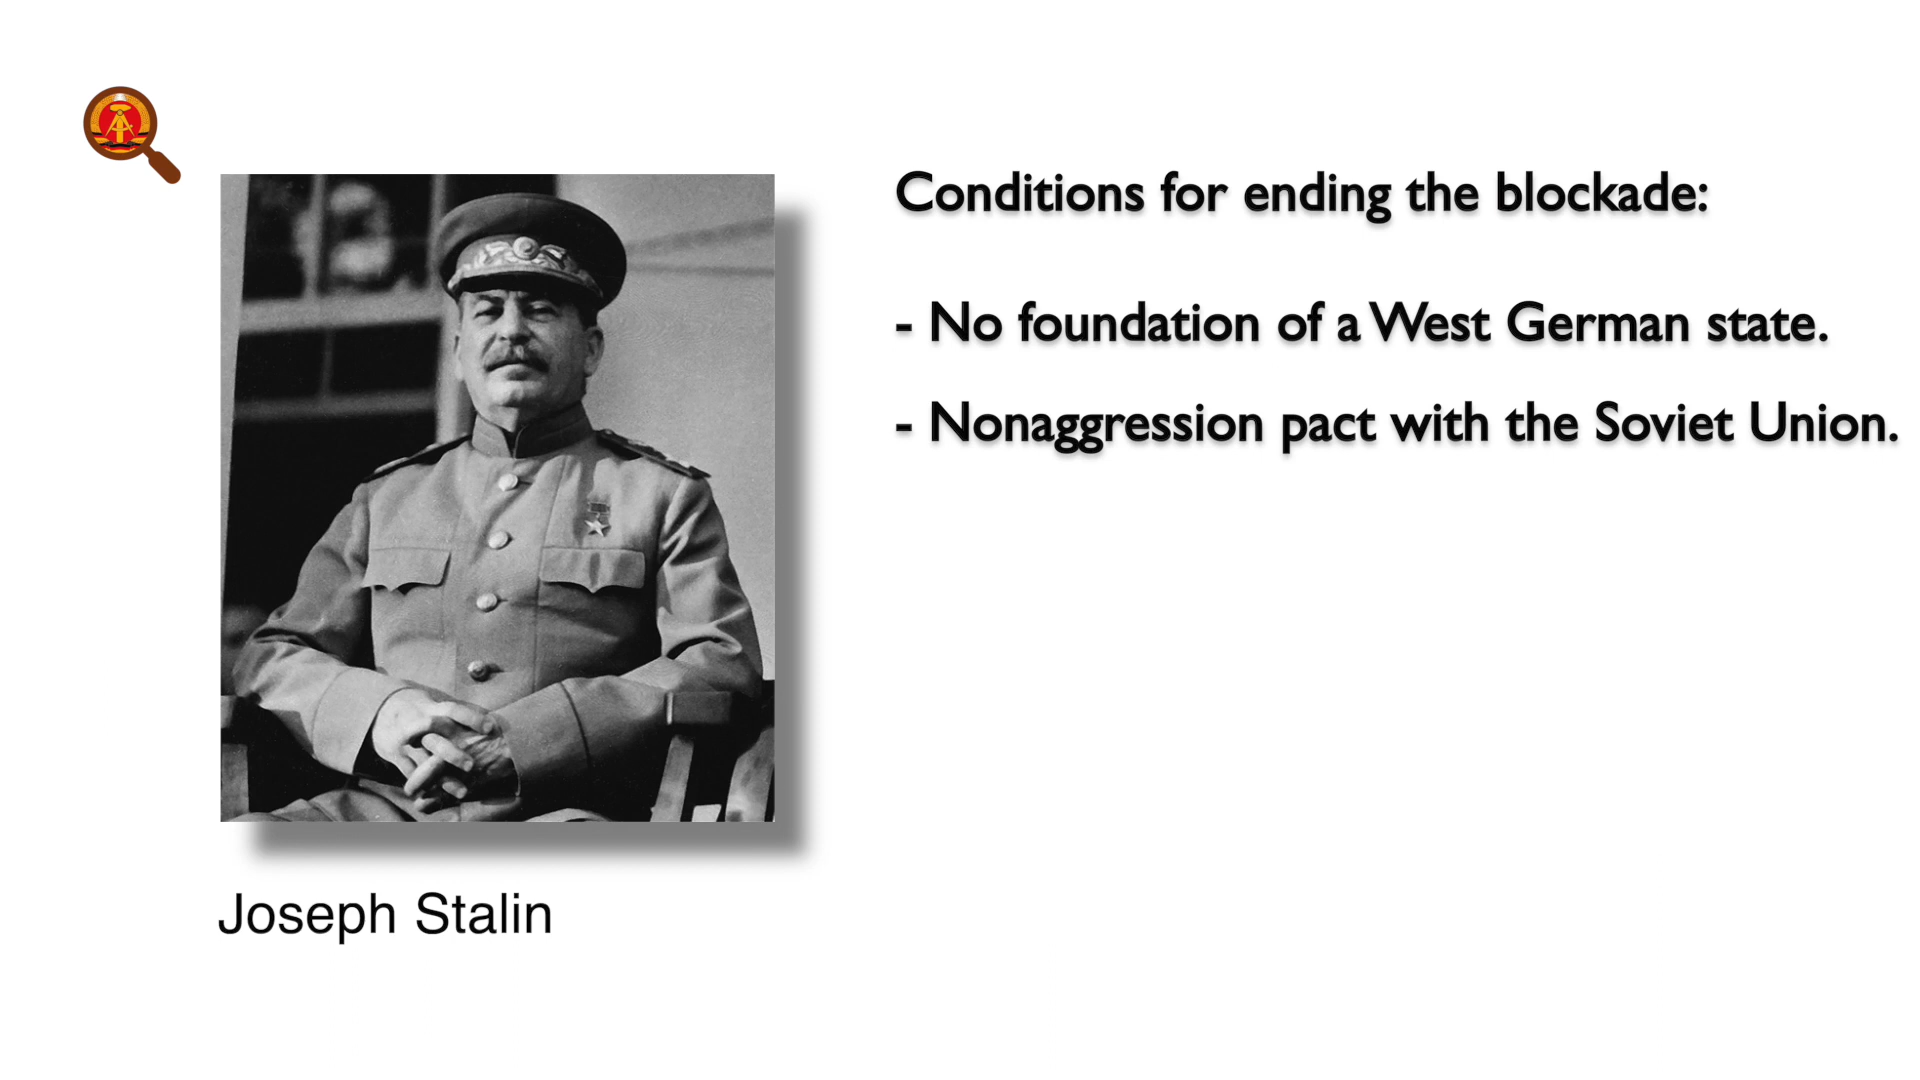 Conditions for ending the blockade:
- No foundation of a West German state.
- Nonaggression pact with the Soviet Union.
Joseph Stalin